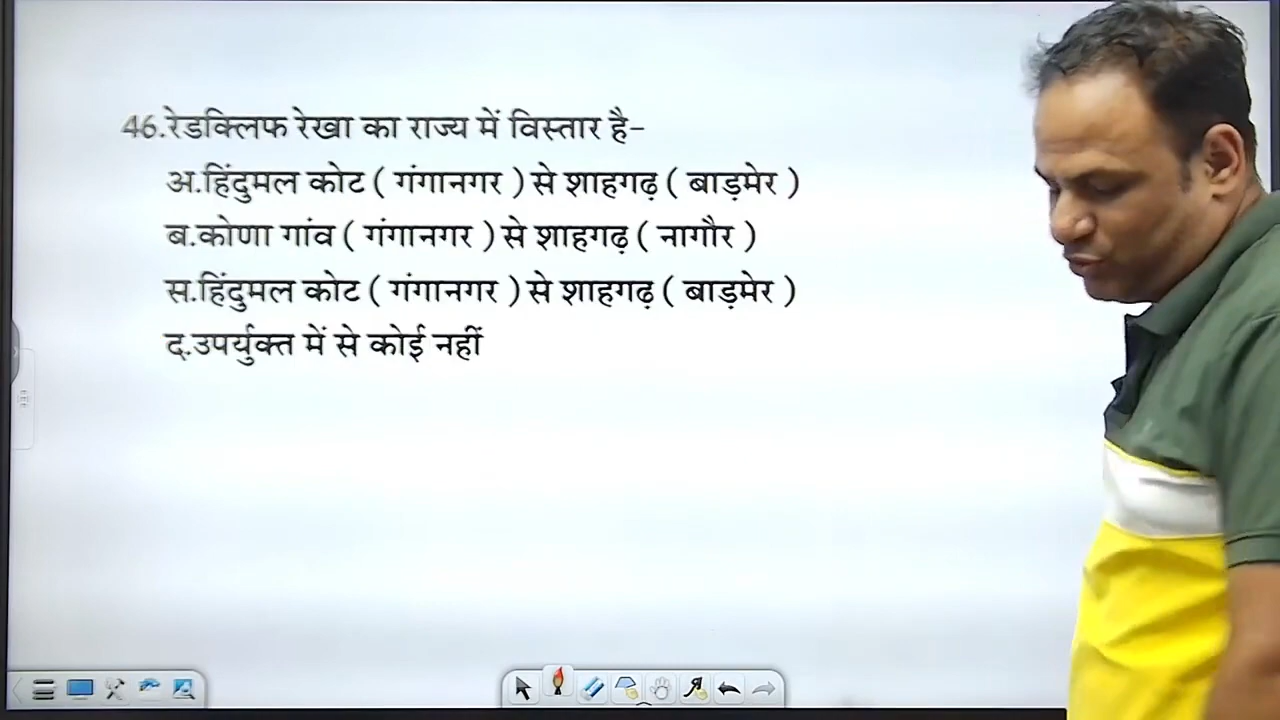 46.रेडक्लिफ रेखा का राज्य में विस्तार है-
अ.हिंदुमल कोट ( गंगानगर ) से शाहगढ़ ( बाड़मेर )
ब.कोणा गांव ( गंगानगर ) से शाहगढ़ ( नागौर )
स.हिंदुमल कोट ( गंगानगर ) से शाहगढ़ ( बाड़मेर )
द.उपर्युक्त में से कोई नहीं